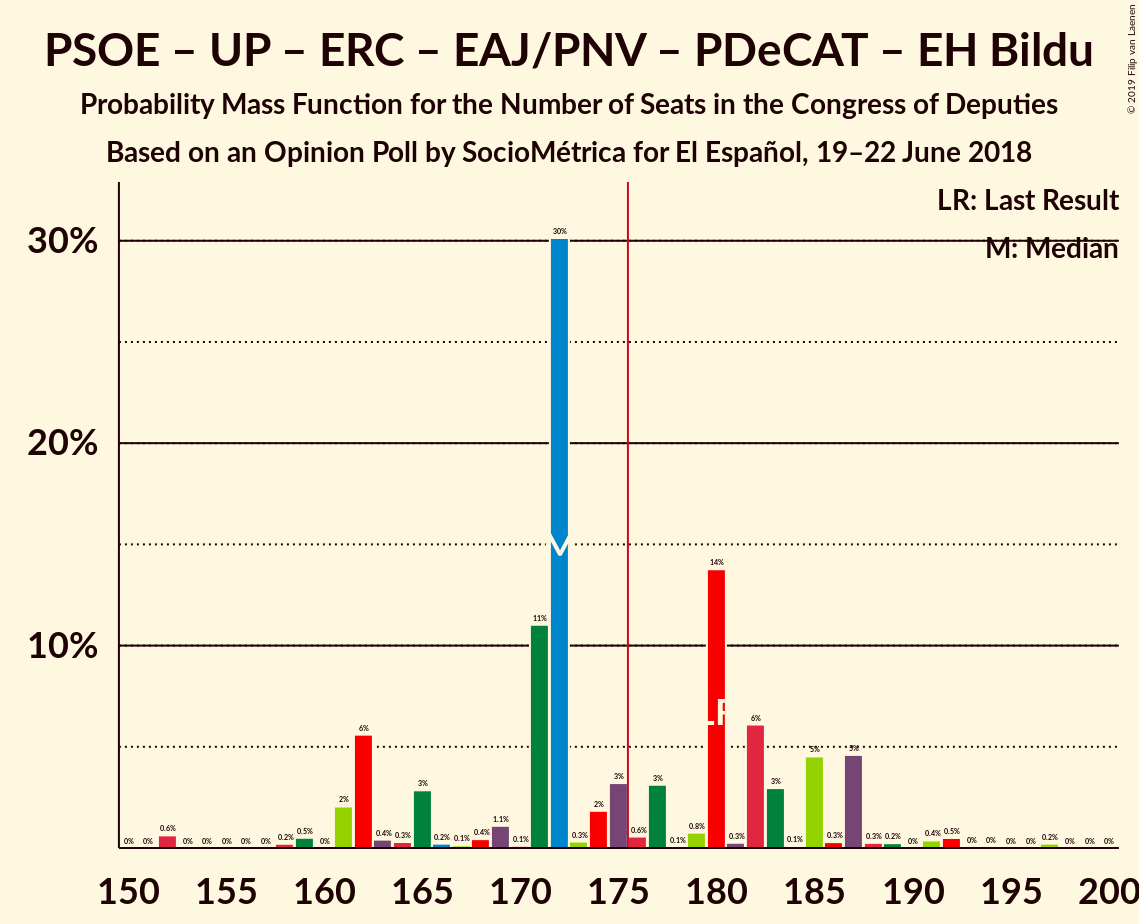 PSOE – UP – ERC – EAJ/PNV – PDeCAT – EH Bildu
Probability Mass Function for the Number of Seats in the Congress of Deputies
Based on an Opinion Poll by SocioMétrica for El Español, 19–22 June 2018
© 2019 Filip van Laenen
LR: Last Result
M: Median
30%
20%
10%
0% 0% 0.6% 0% 0% 0% 0% 0% 0.2% 0.5% 0% 2% 6% 0.4% 0.3% 3% 0.2% 0.1% 0.4% 1.1% 0.1% 11% 30% 0.3% 2% 3% 0.6% 3% 0.1% 0.8% 14% 0.3% 6% 3% 0.1% 5% 0.3% 5% 0.3% 0.2% 0% 0.4% 0.5% 0% 0% 0% 0% 0.2% 0% 0% 0%
M
LR
150 155 160 165 170 175 180 185 190 195 200